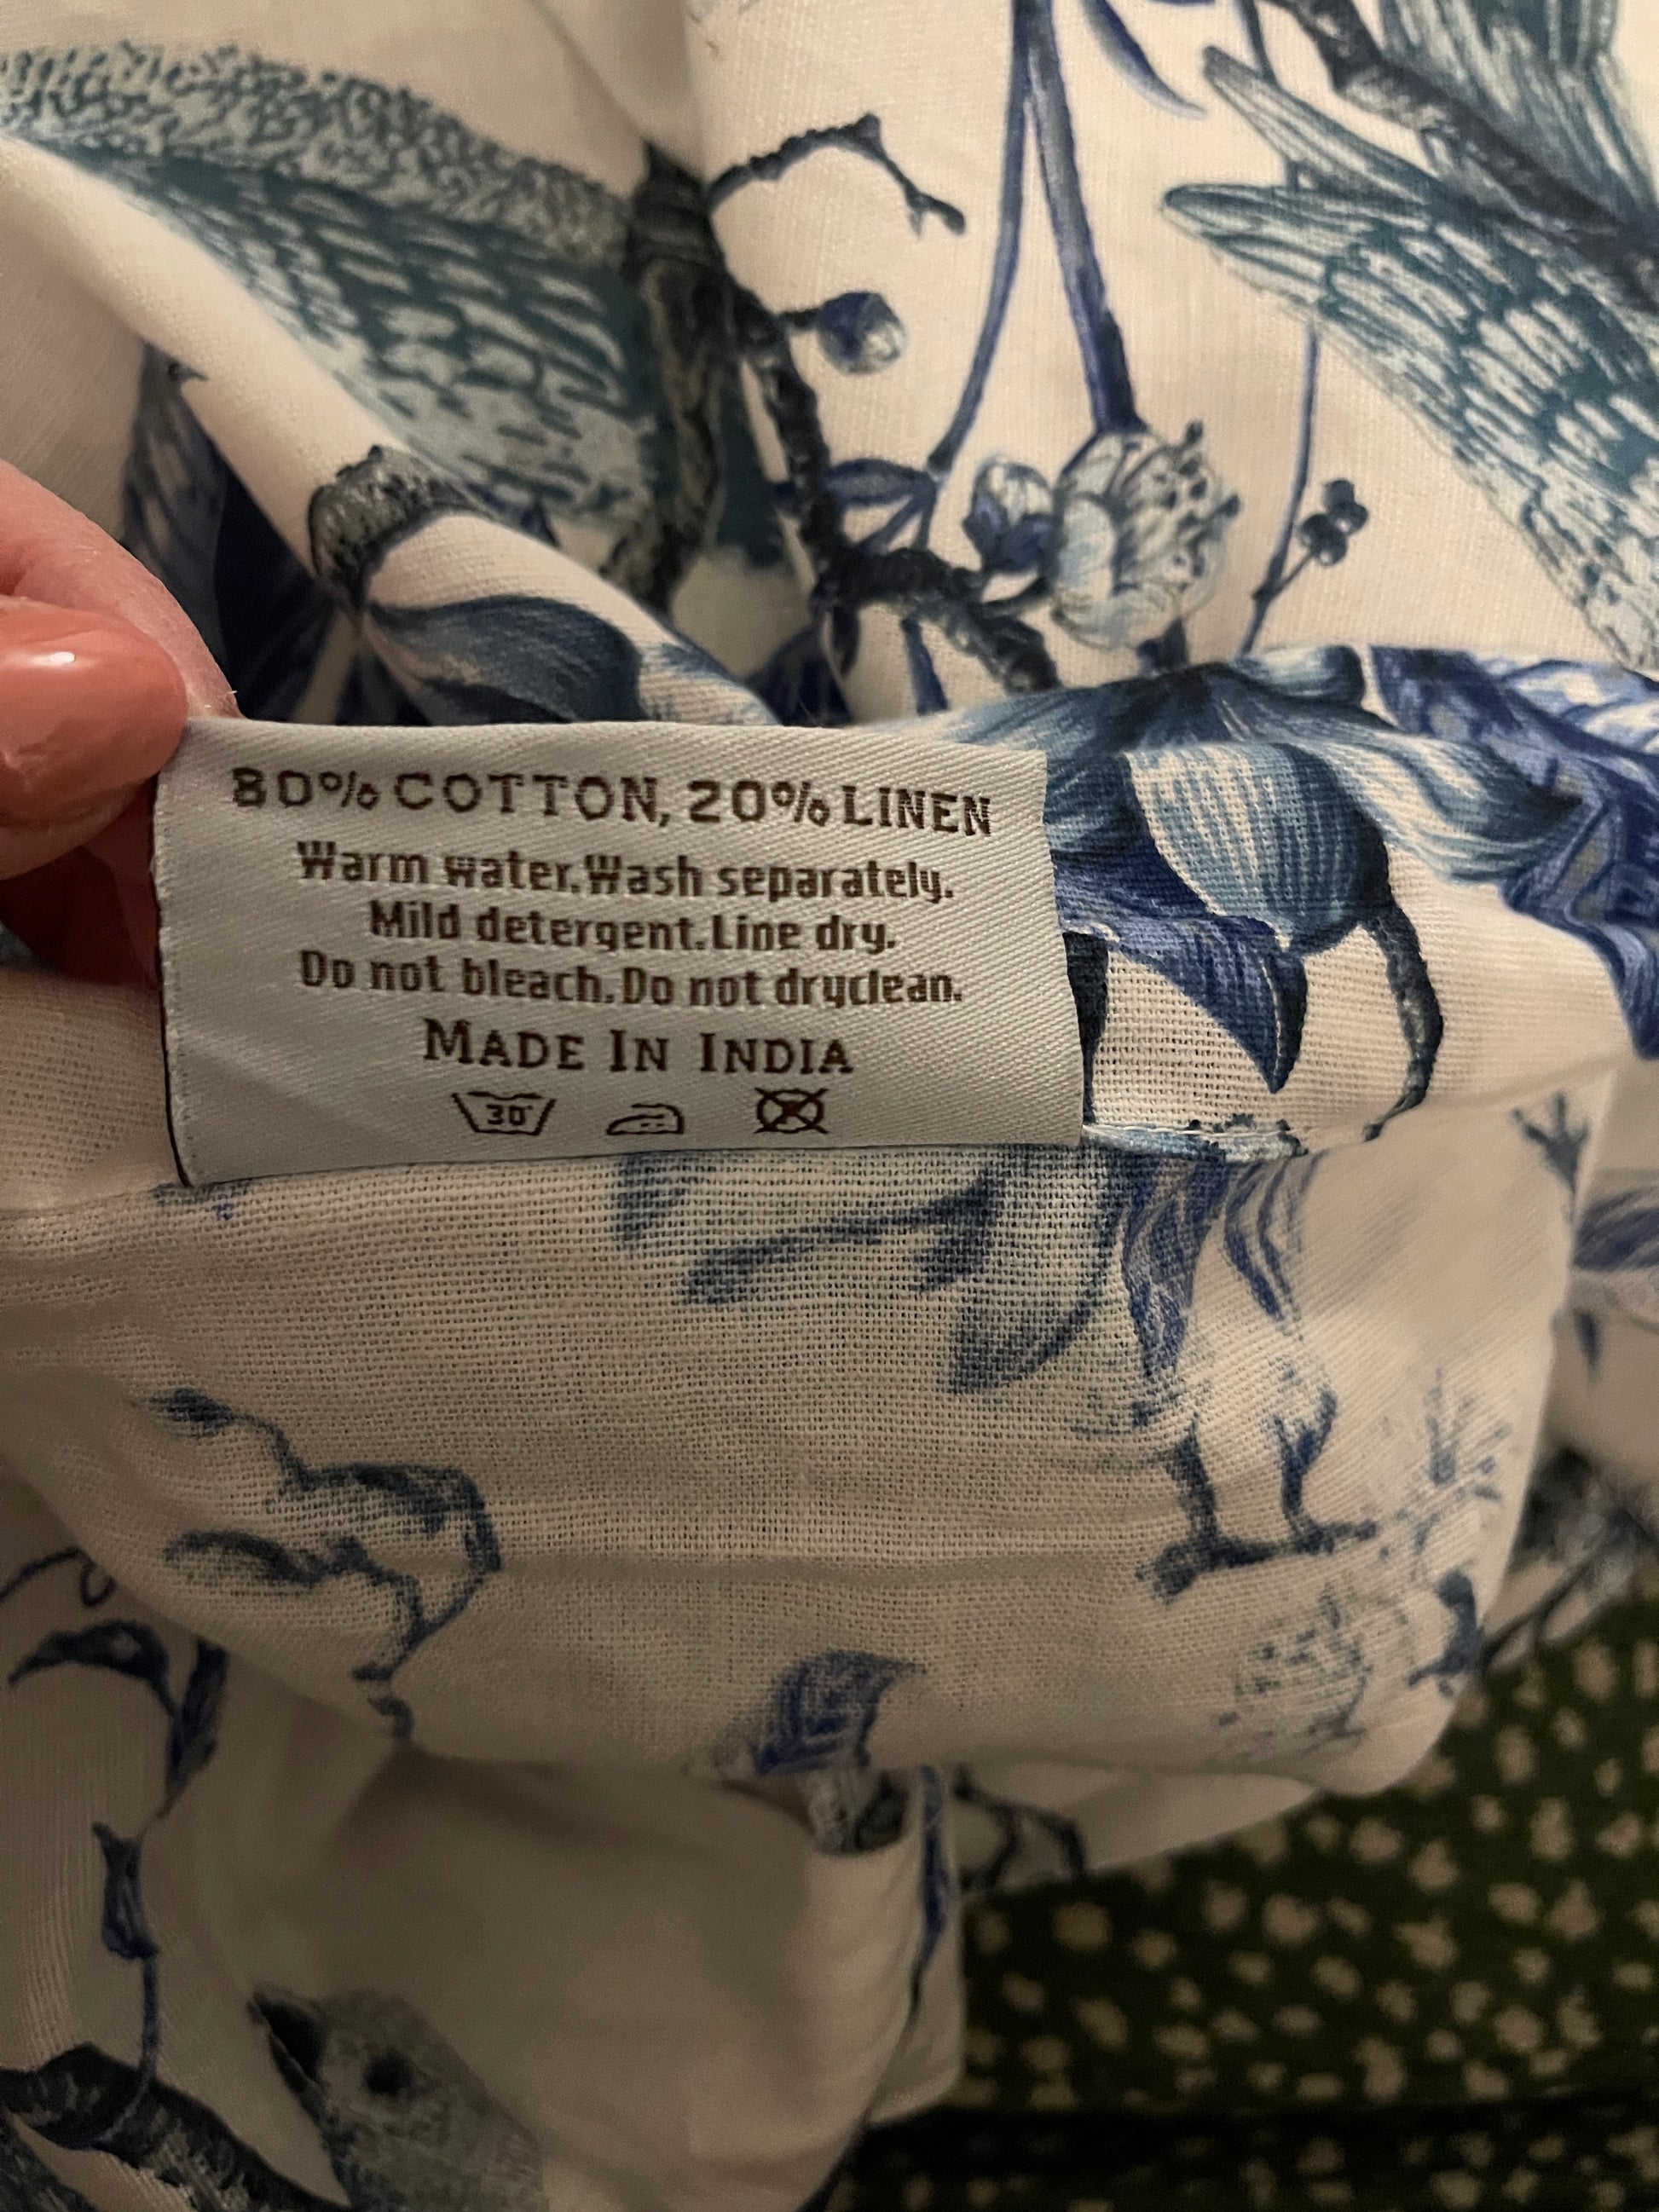 80% COTTON, 20% LINEN
Warm water.Wash separately.
Mild detergent.Line dry.
Do not bleach.Do not dryclean.
MADE IN INDIA
30°